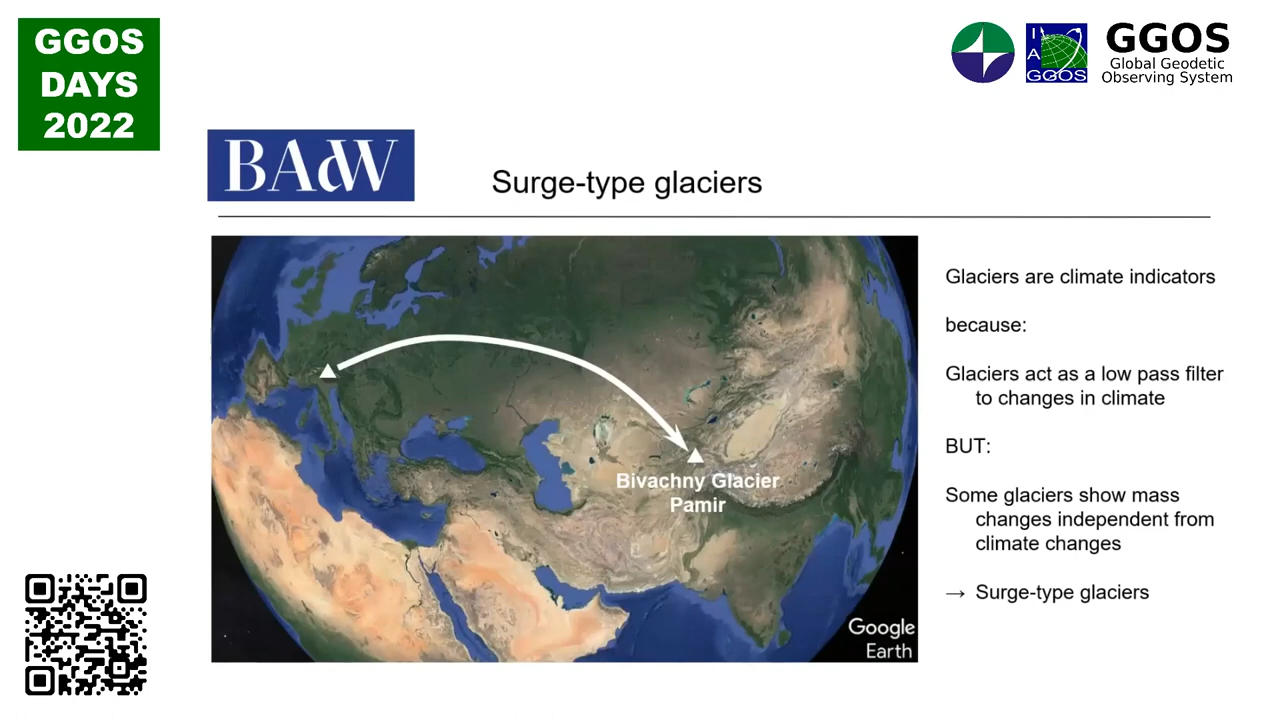 GGOS
DAYS
2022
I
A
GGOS
GGOS
Global Geodetic
Observing System
BAdW
Surge-type glaciers
Bivachny Glacier
Pamir
Google
Earth
Glaciers are climate indicators
because:
Glaciers act as a low pass filter
to changes in climate
BUT:
Some glaciers show mass
changes independent from
climate changes
→ Surge-type glaciers